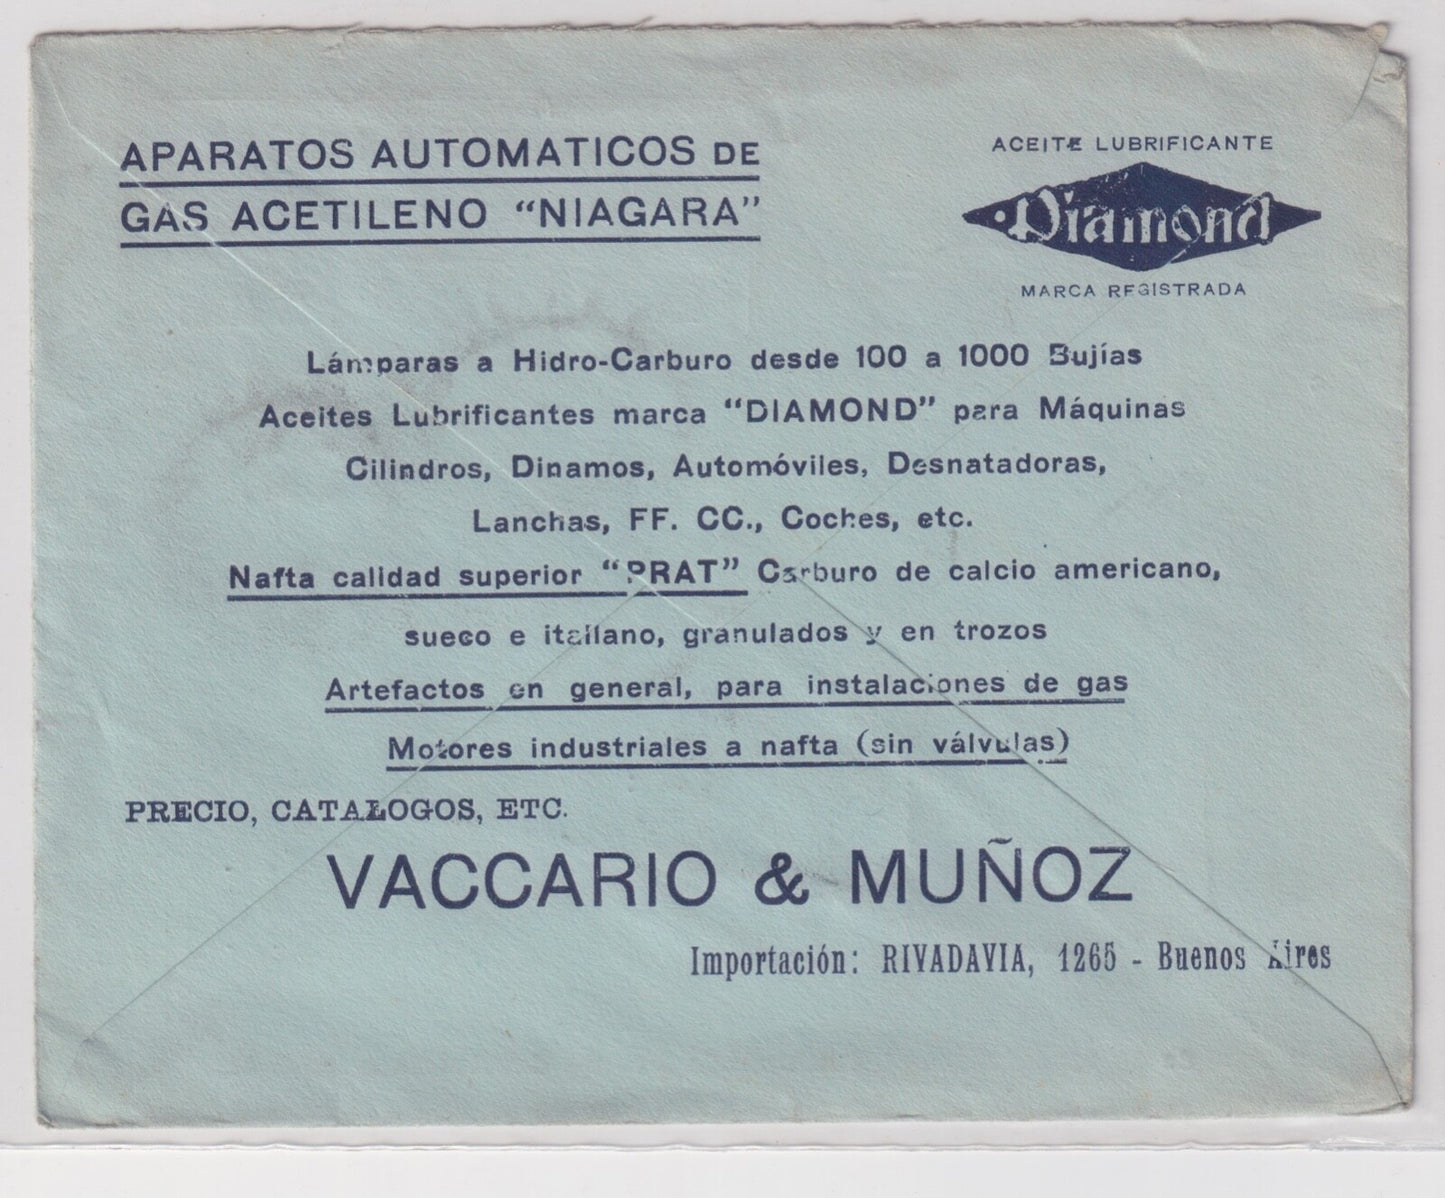 APARATOS AUTOMATICOS DE
GAS ACETILENO "NIAGARA"
ACEITE LUBRIFICANTE
Diamond
MARCA REGISTRADA
Lámparas a Hidro-Carburo desde 100 a 1000 Bujías
Aceites Lubrificantes marca "DIAMOND" para Máquinas
Cilindros, Dinamos, Automóviles, Desnatadoras,
Lanchas, FF. CC., Coches, etc.
Nafta calidad superior "PRAT" Carburo de calcio americano,
sueco e italiano, granulados y en trozos
Artefactos en general, para instalaciones de gas
Motores industriales a nafta (sin válvulas)
PRECIO, CATALOGOS, ETC.
VACCARIO & MUÑOZ
Importación: RIVADAVIA, 1265 - Buenos Aires